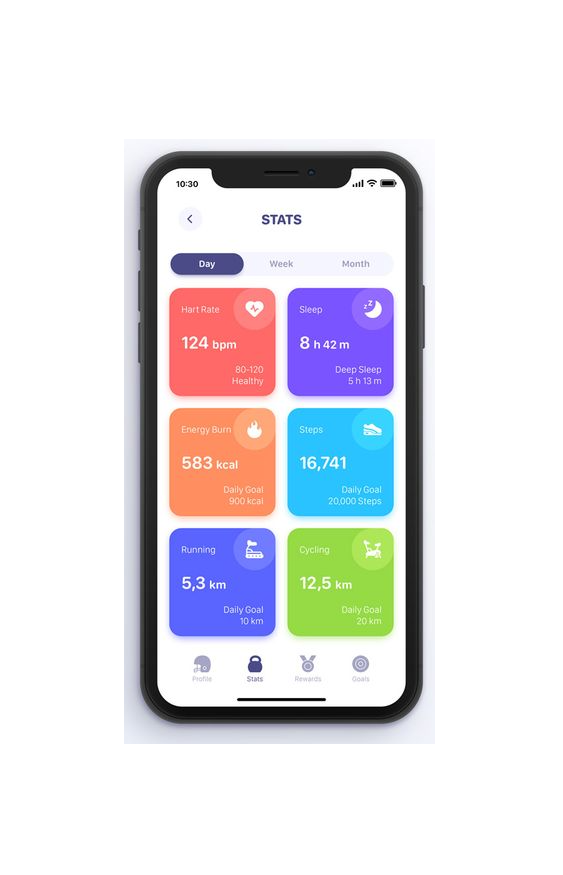 10:30
STATS
Day Week Month
Hart Rate
124 bpm
80-120
Healthy
Sleep
8 h 42 m
Deep Sleep
5 h 13 m
Energy Burn
583 kcal
Daily Goal
900 kcal
Steps
16,741
Daily Goal
20,000 Steps
Running
5,3 km
Daily Goal
10 km
Cycling
12,5 km
Daily Goal
20 km
Profile Stats Rewards Goals